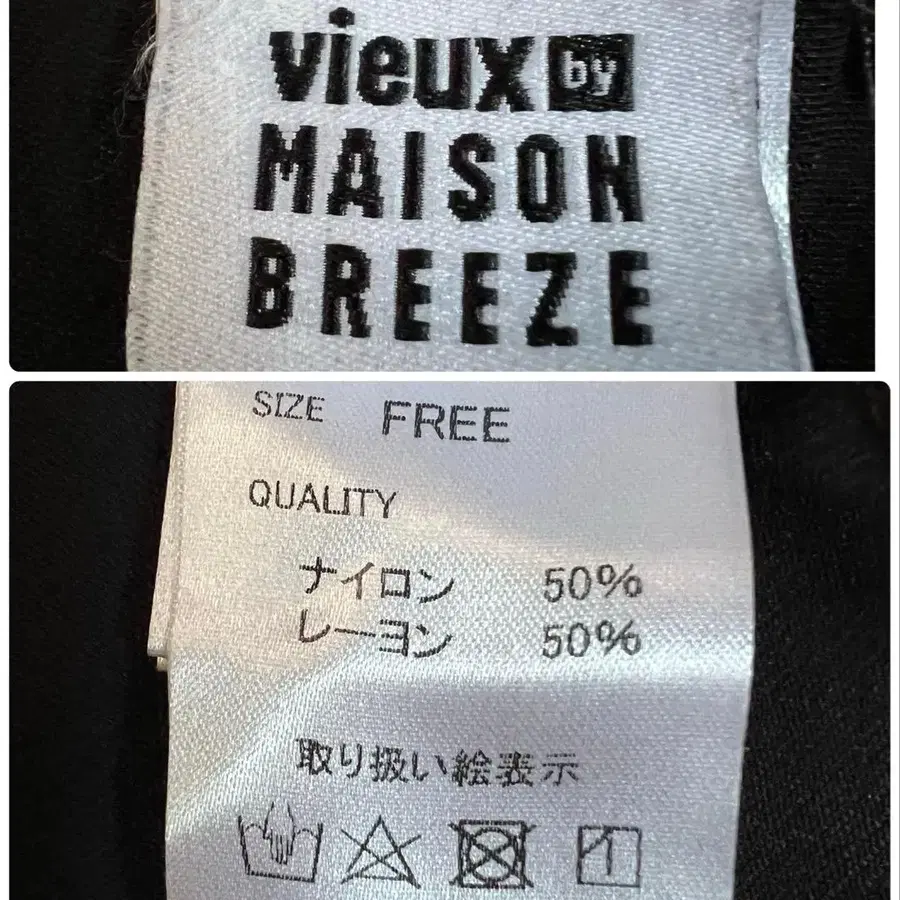 vieux by
MAISON
BREEZE
SIZE FREE
QUALITY
ナイロン 50%
レーヨン 50%
取り扱い絵表示